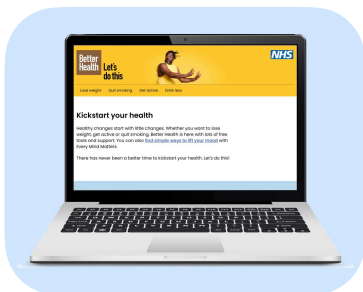 Better
Health
Let's
do this
NHS
Lose weight Quit smoking Get active Drink less
Kickstart your health
Healthy changes start with little changes. Whether you want to lose
weight, get active or quit smoking, Better Health is here with lots of free
tools and support. You can also find simple ways to lift your mood with
Every Mind Matters.
There has never been a better time to kickstart your health. Let's do this!